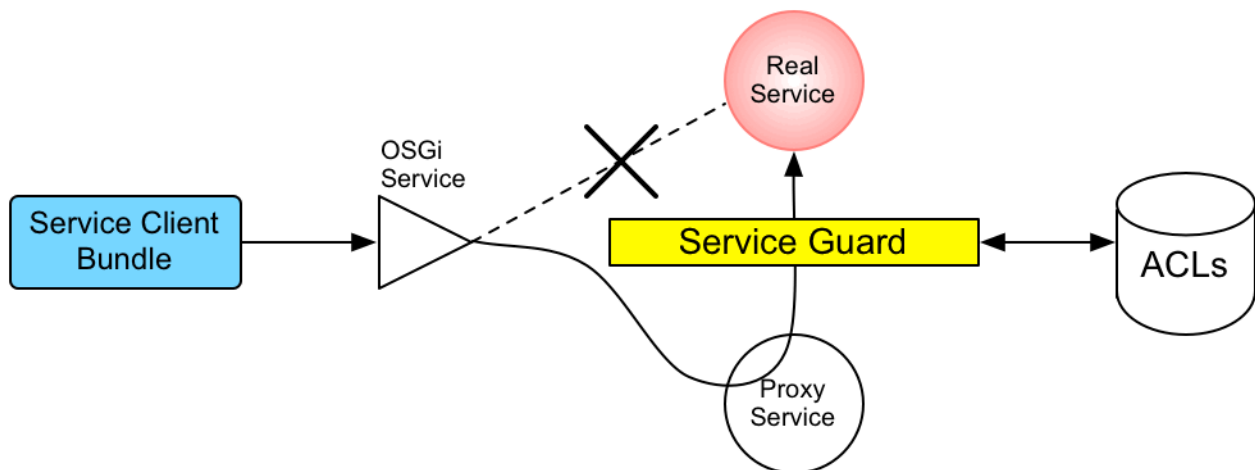 Real
Service
OSGi
Service
Service Client
Bundle
Service Guard
ACLs
Proxy
Service